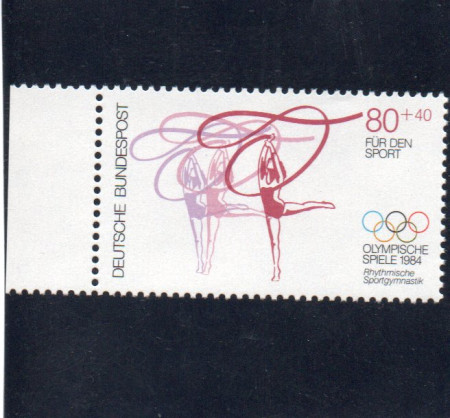 DEUTSCHE BUNDESPOST
80+40
FÜR DEN
SPORT
OLYMPISCHE
SPIELE 1984
Rhythmische
Sportgymnastik